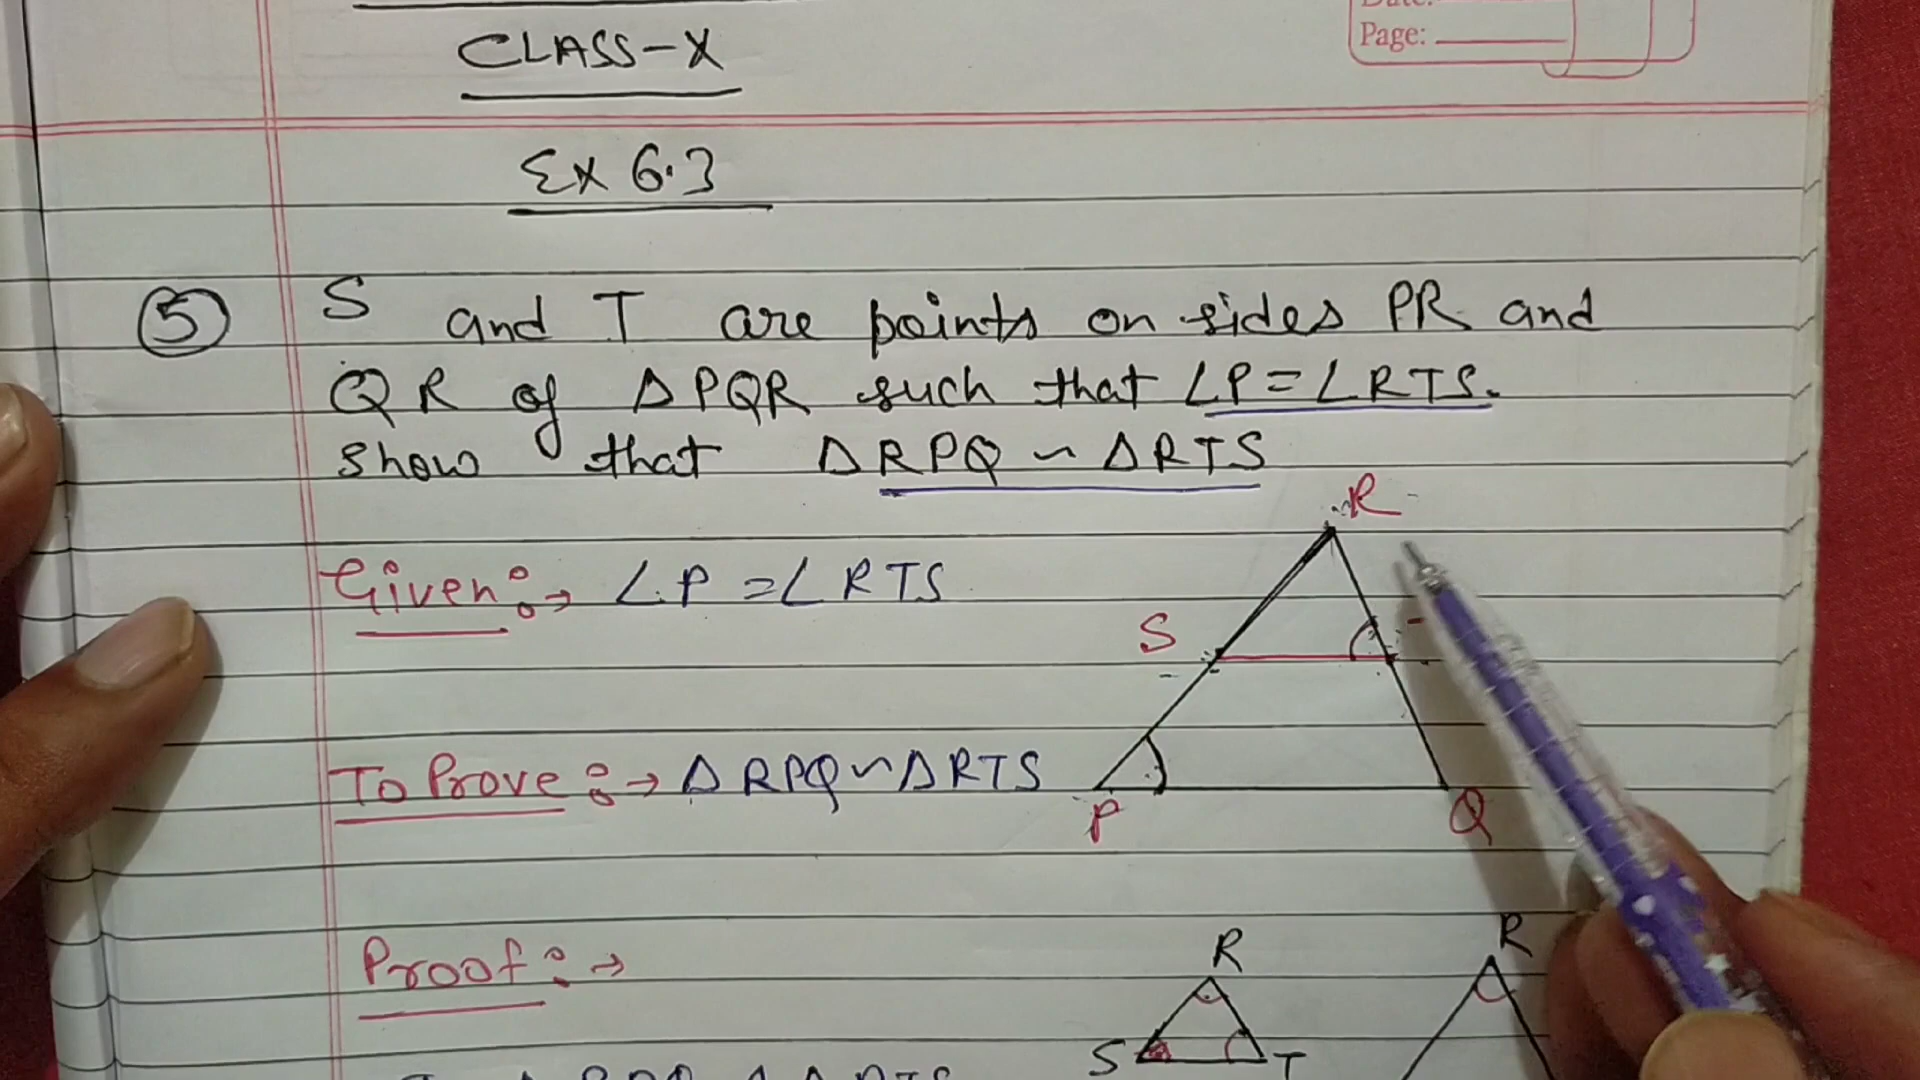 Page:
CLASS-X
Ex 6.3
5 S and T are points on sides PR and
QR of ΔPQR such that ∠P=∠RTS.
Show that ΔRPQ ~ ΔRTS
R
Given :→ ∠P =∠RTS
S
To Prove :→ ΔRPQ~ΔRTS
P Q
Proof :→
R R
S T